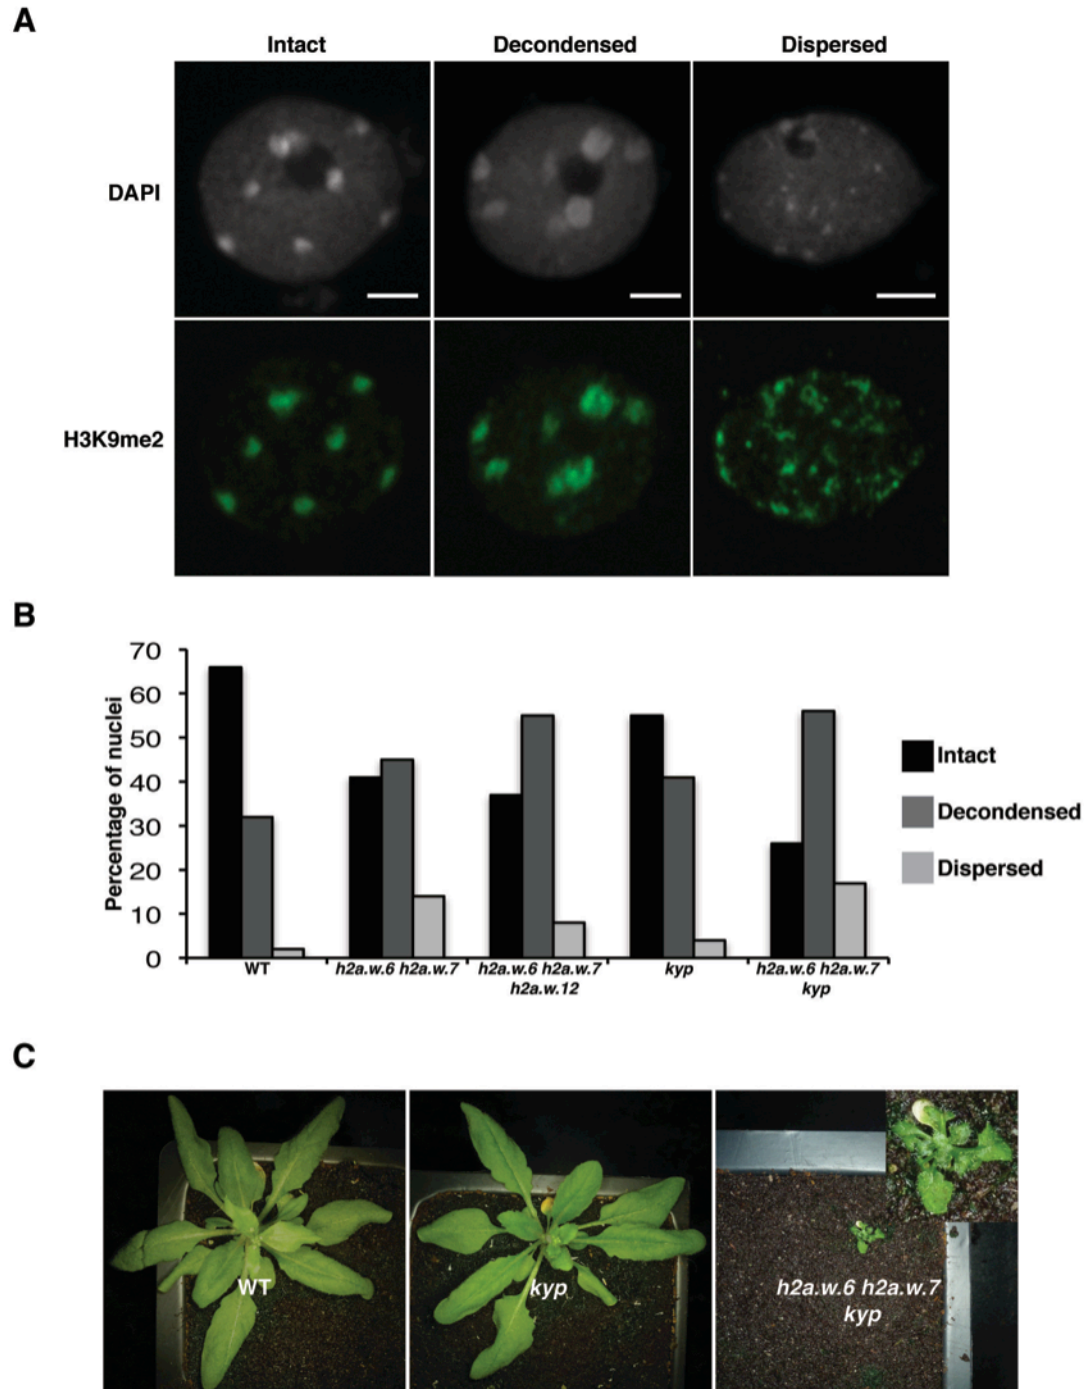 A
Intact Decondensed Dispersed
DAPI
H3K9me2
B
Percentage of nuclei
70
60
50
40
30
20
10
0
WT h2a.w.6 h2a.w.7 h2a.w.6 h2a.w.7 kyp h2a.w.6 h2a.w.7
h2a.w.12 kyp
Intact
Decondensed
Dispersed
C
WT kyp h2a.w.6 h2a.w.7
kyp